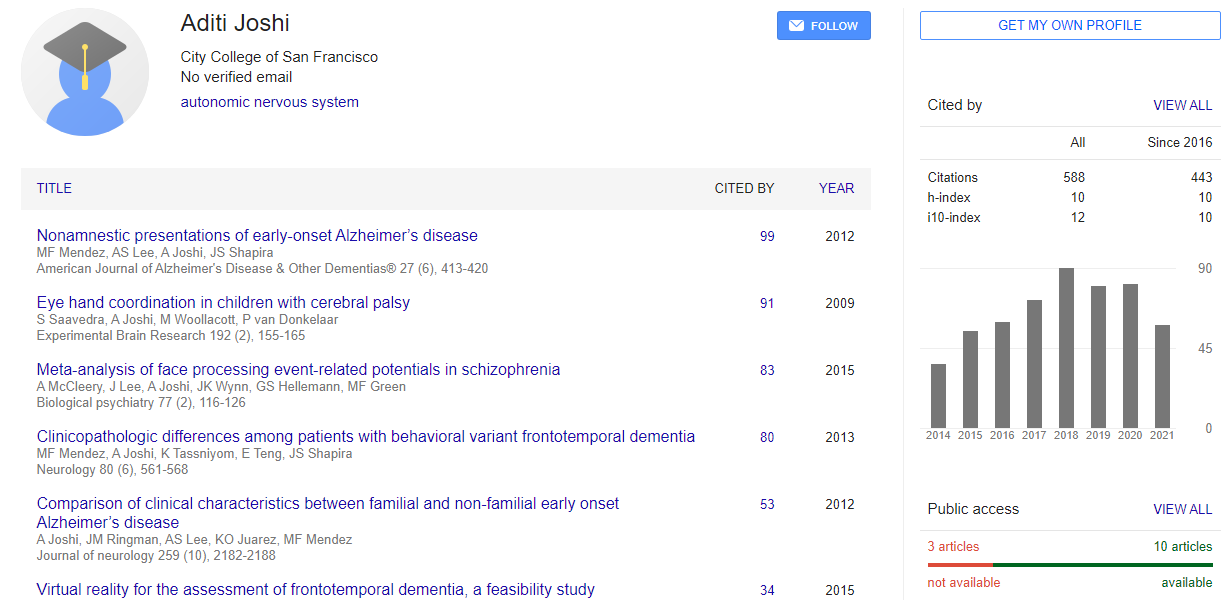 Aditi Joshi
FOLLOW
City College of San Francisco
No verified email
autonomic nervous system
TITLE CITED BY YEAR
Nonamnestic presentations of early-onset Alzheimer’s disease 99 2012
MF Mendez, AS Lee, A Joshi, JS Shapira
American Journal of Alzheimer's Disease & Other Dementias® 27 (6), 413-420
Eye hand coordination in children with cerebral palsy 91 2009
S Saavedra, A Joshi, M Woollacott, P van Donkelaar
Experimental Brain Research 192 (2), 155-165
Meta-analysis of face processing event-related potentials in schizophrenia 83 2015
A McCleery, J Lee, A Joshi, JK Wynn, GS Hellemann, MF Green
Biological psychiatry 77 (2), 116-126
Clinicopathologic differences among patients with behavioral variant frontotemporal dementia 80 2013
MF Mendez, A Joshi, K Tassniyom, E Teng, JS Shapira
Neurology 80 (6), 561-568
Comparison of clinical characteristics between familial and non-familial early onset 53 2012
Alzheimer’s disease
A Joshi, JM Ringman, AS Lee, KO Juarez, MF Mendez
Journal of neurology 259 (10), 2182-2188
Virtual reality for the assessment of frontotemporal dementia, a feasibility study 34 2015
GET MY OWN PROFILE
Cited by VIEW ALL
All Since 2016
Citations 588 443
h-index 10 10
i10-index 12 10
90
45
0
2014 2015 2016 2017 2018 2019 2020 2021
Public access VIEW ALL
3 articles 10 articles
not available available